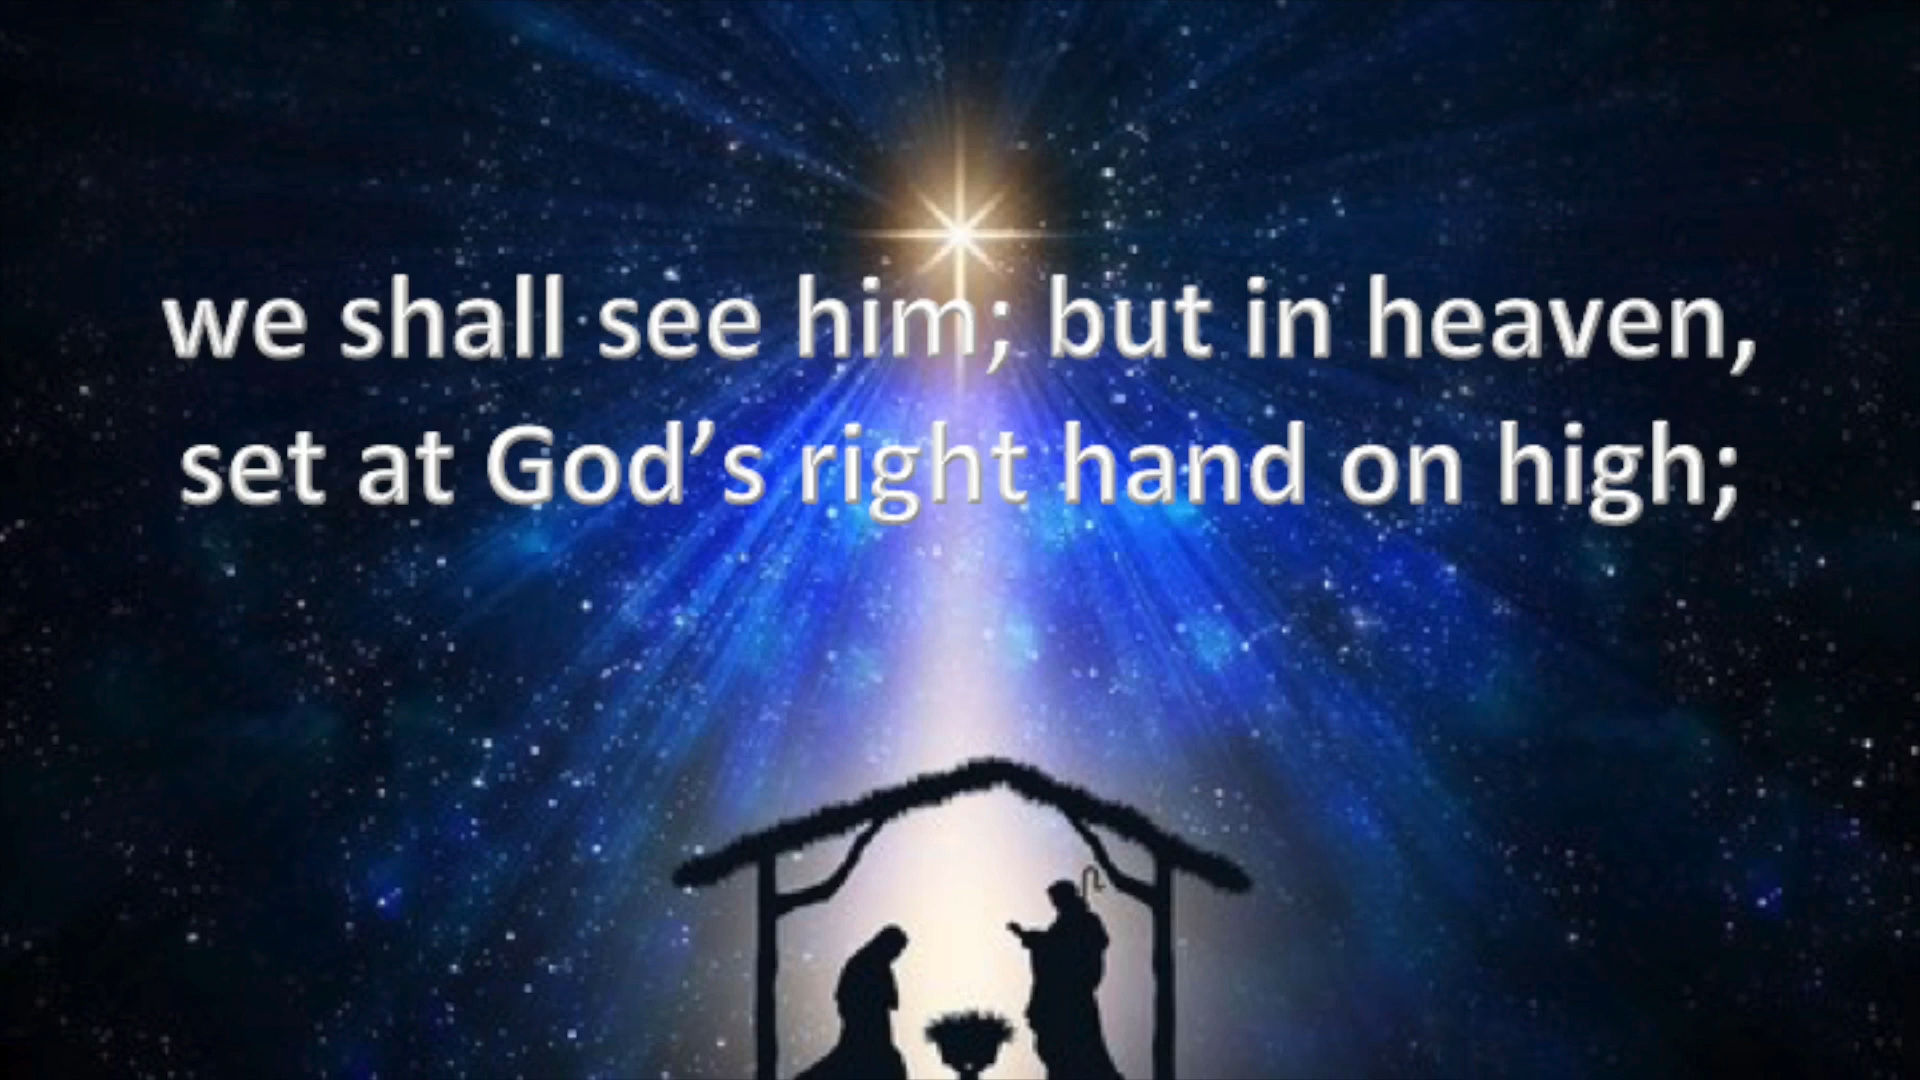 we shall see him; but in heaven,
set at God’s right hand on high;